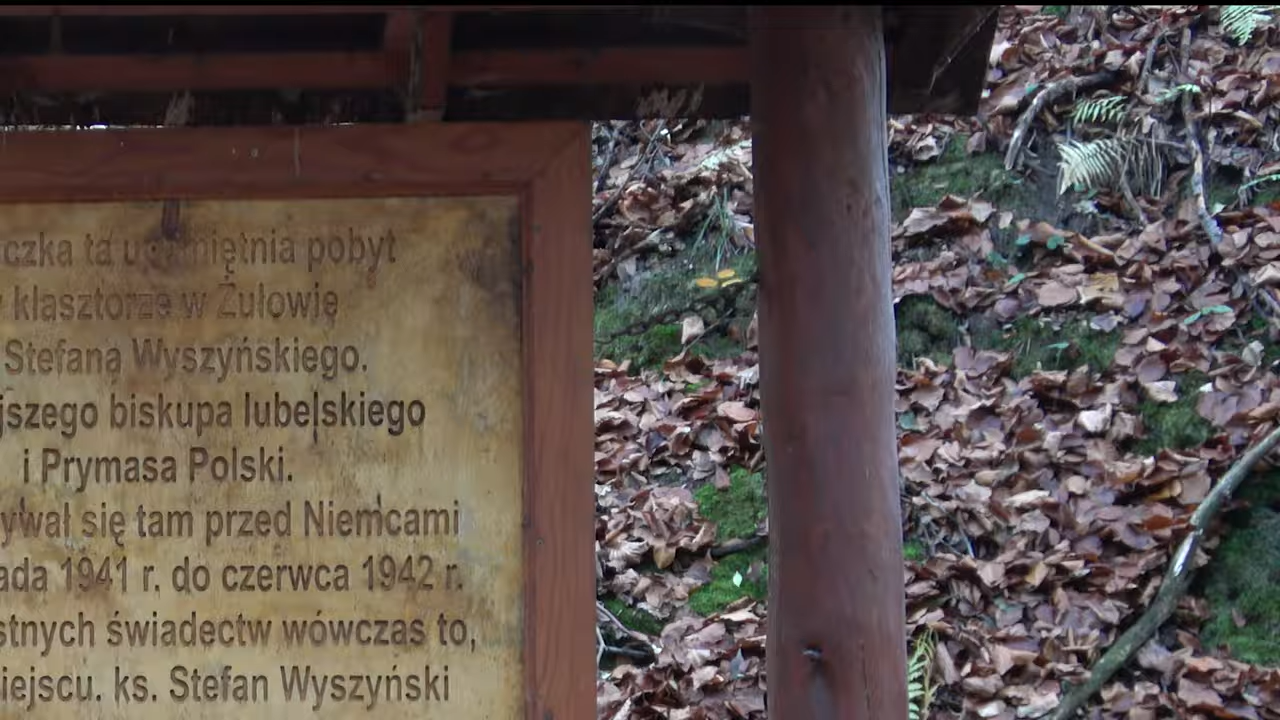 czka ta upamiętnia pobyt
klasztorze w Żułowie
Stefana Wyszyńskiego,
jszego biskupa lubelskiego
i Prymasa Polski.
ywał się tam przed Niemcami
ada 1941 r. do czerwca 1942 r.
stnych świadectw wówczas to,
iejscu. ks. Stefan Wyszyński